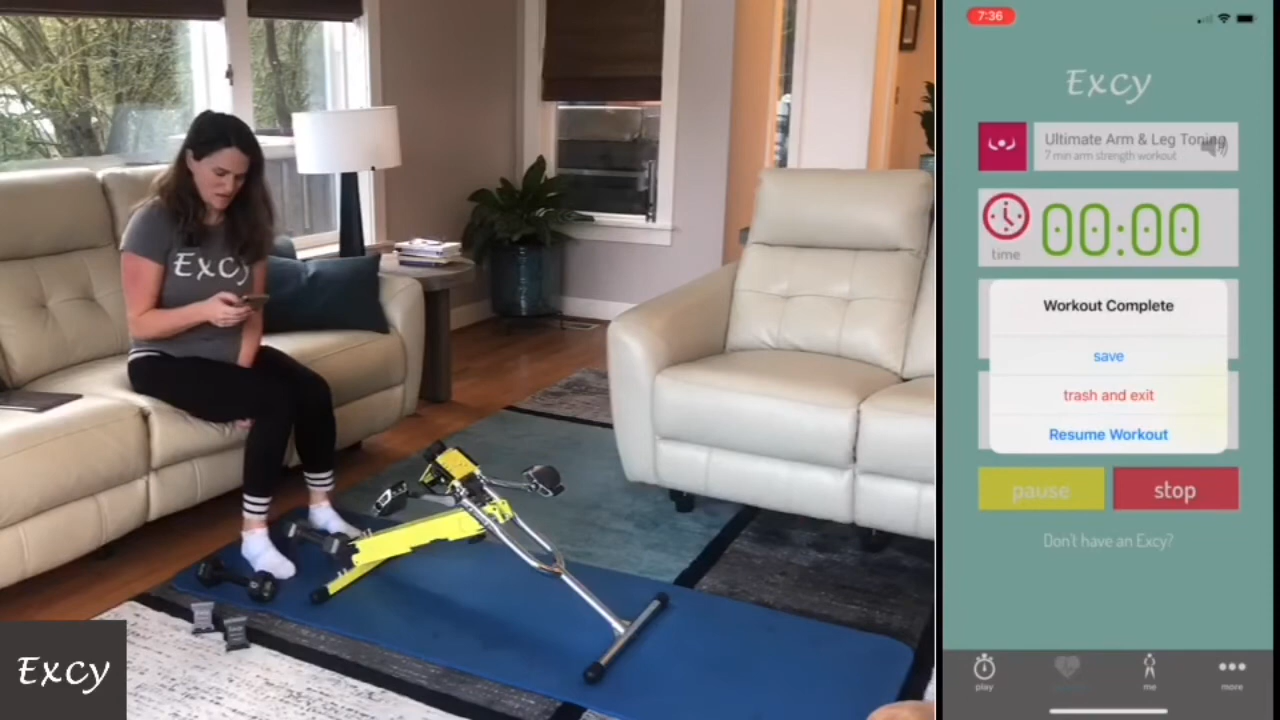 Excy
Excy
7:36
Excy
Ultimate Arm & Leg Toning
7 min arm strength workout
00:00
time
Workout Complete
save
trash and exit
Resume Workout
pause
stop
Don't have an Excy?
play
me
more